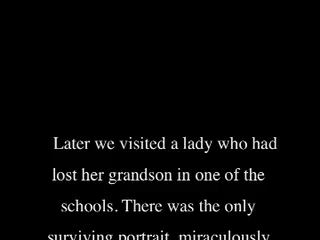 Later we visited a lady who had
lost her grandson in one of the
schools. There was the only
surviving portrait, miraculously